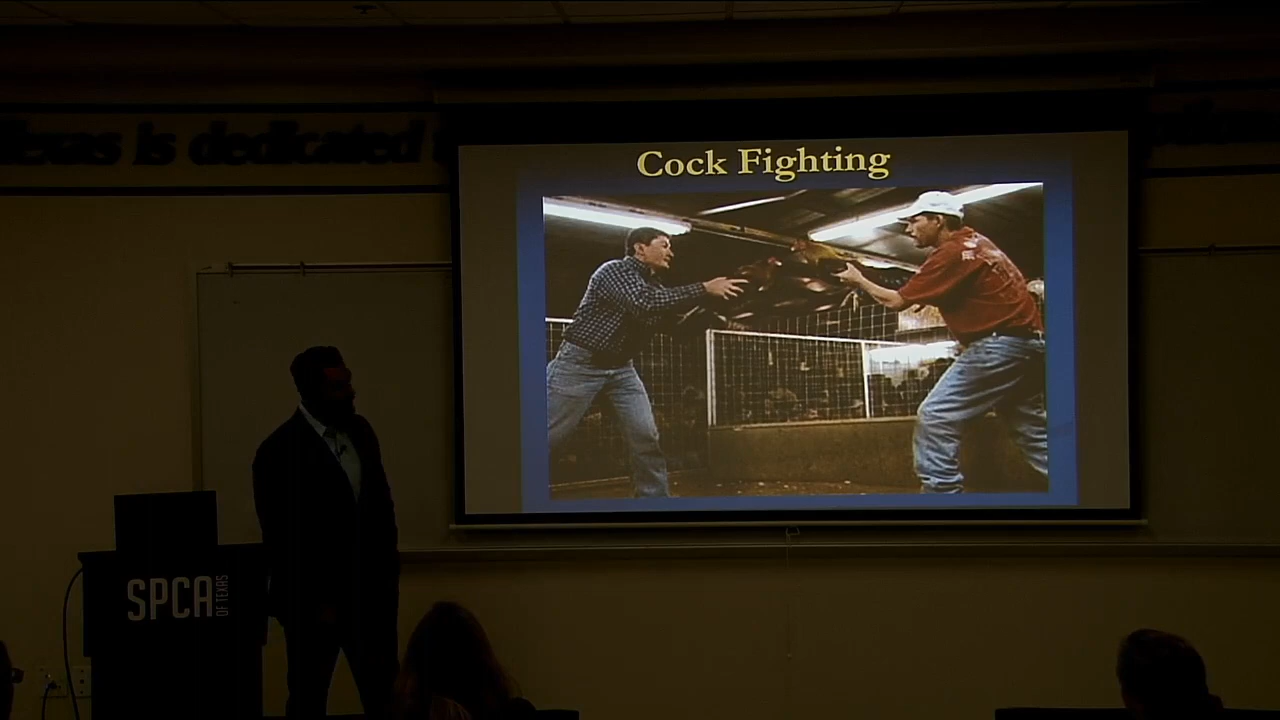 Texas is dedicated
Cock Fighting
SPCA
OF TEXAS